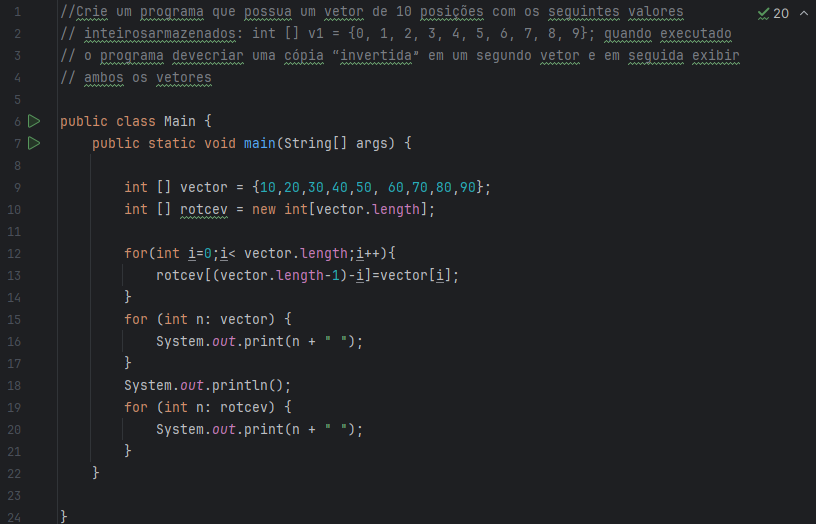 1 //Crie um programa que possua um vetor de 10 posições com os seguintes valores 20
2 // inteirosarmazenados: int [] v1 = {0, 1, 2, 3, 4, 5, 6, 7, 8, 9}; quando executado
3 // o programa devecriar uma cópia “invertida” em um segundo vetor e em seguida exibir
4 // ambos os vetores
5
6 public class Main {
7     public static void main(String[] args) {
8
9         int [] vector = {10,20,30,40,50, 60,70,80,90};
10         int [] rotcev = new int[vector.length];
11
12         for(int i=0;i< vector.length;i++){
13             rotcev[(vector.length-1)-i]=vector[i];
14         }
15         for (int n: vector) {
16             System.out.print(n + " ");
17         }
18         System.out.println();
19         for (int n: rotcev) {
20             System.out.print(n + " ");
21         }
22     }
23
24 }